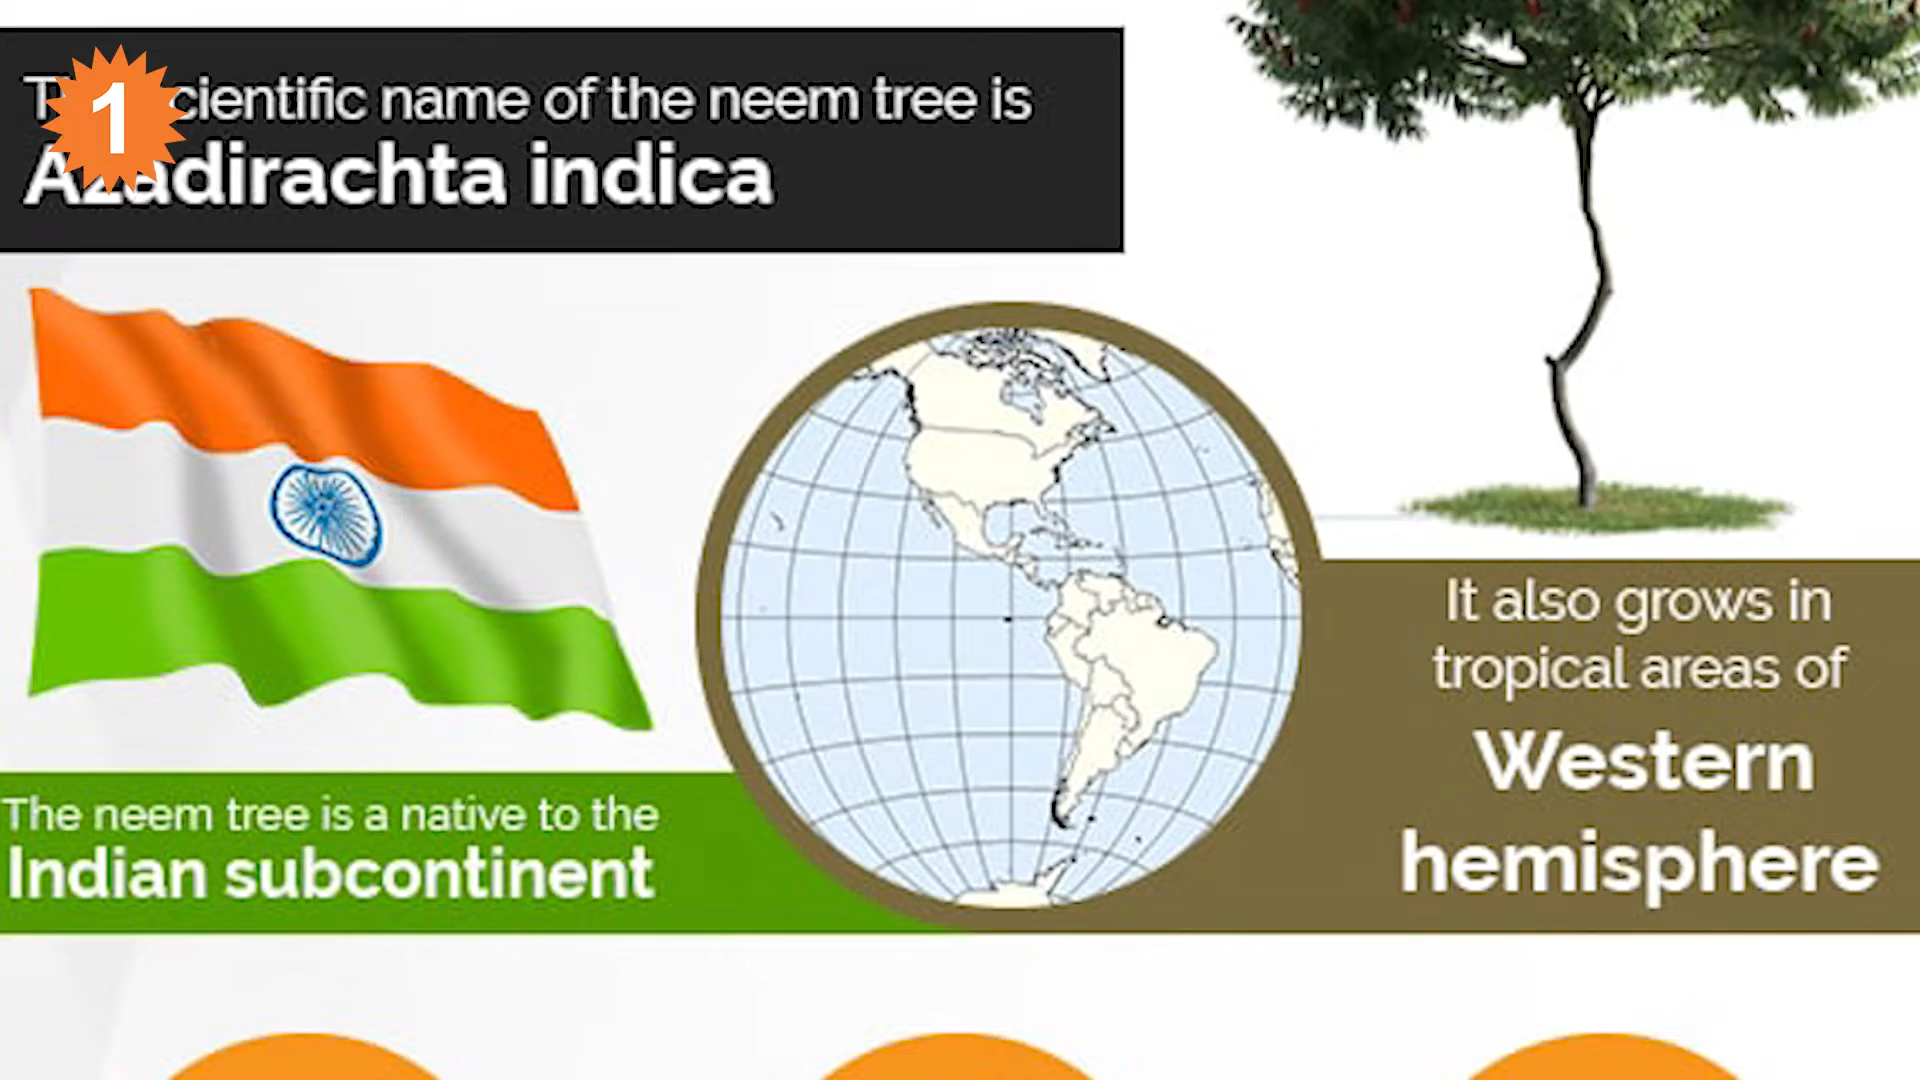 1
scientific name of the neem tree is
Azadirachta indica
The neem tree is a native to the
Indian subcontinent
It also grows in
tropical areas of
Western
hemisphere